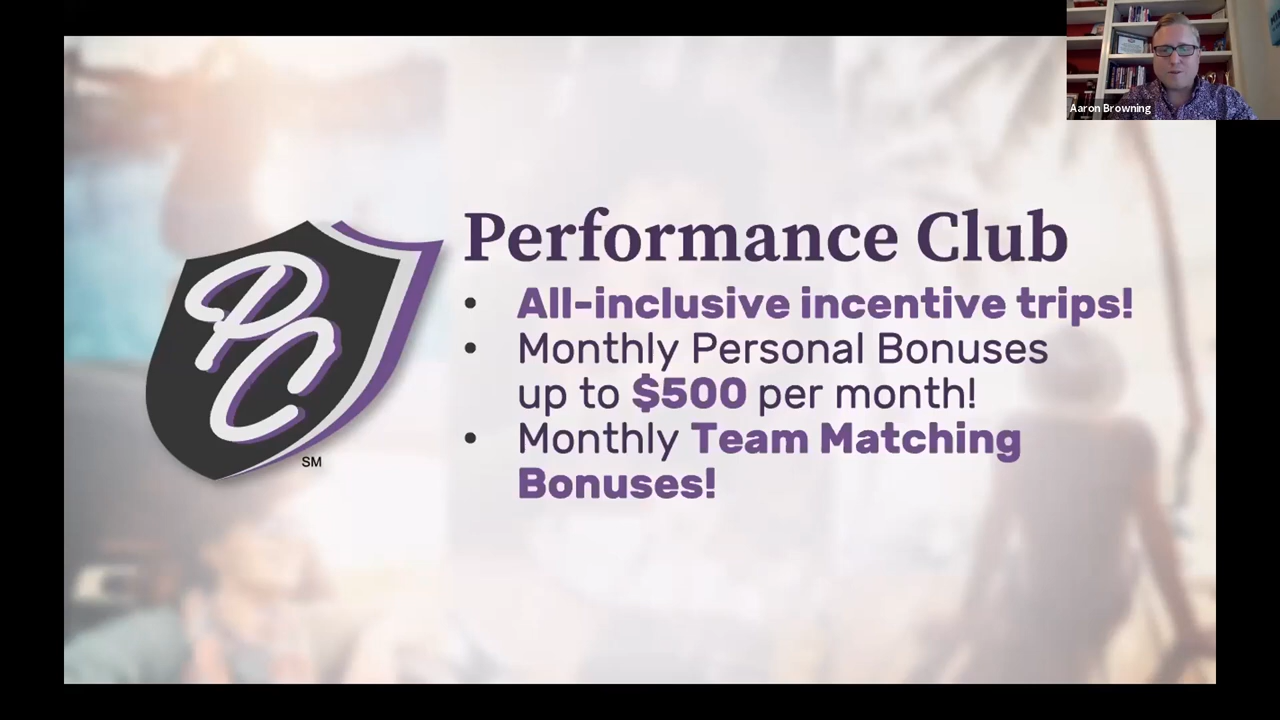 Aaron Browning
Performance Club
• All-inclusive incentive trips!
• Monthly Personal Bonuses
up to $500 per month!
• Monthly Team Matching
Bonuses!
PC
SM